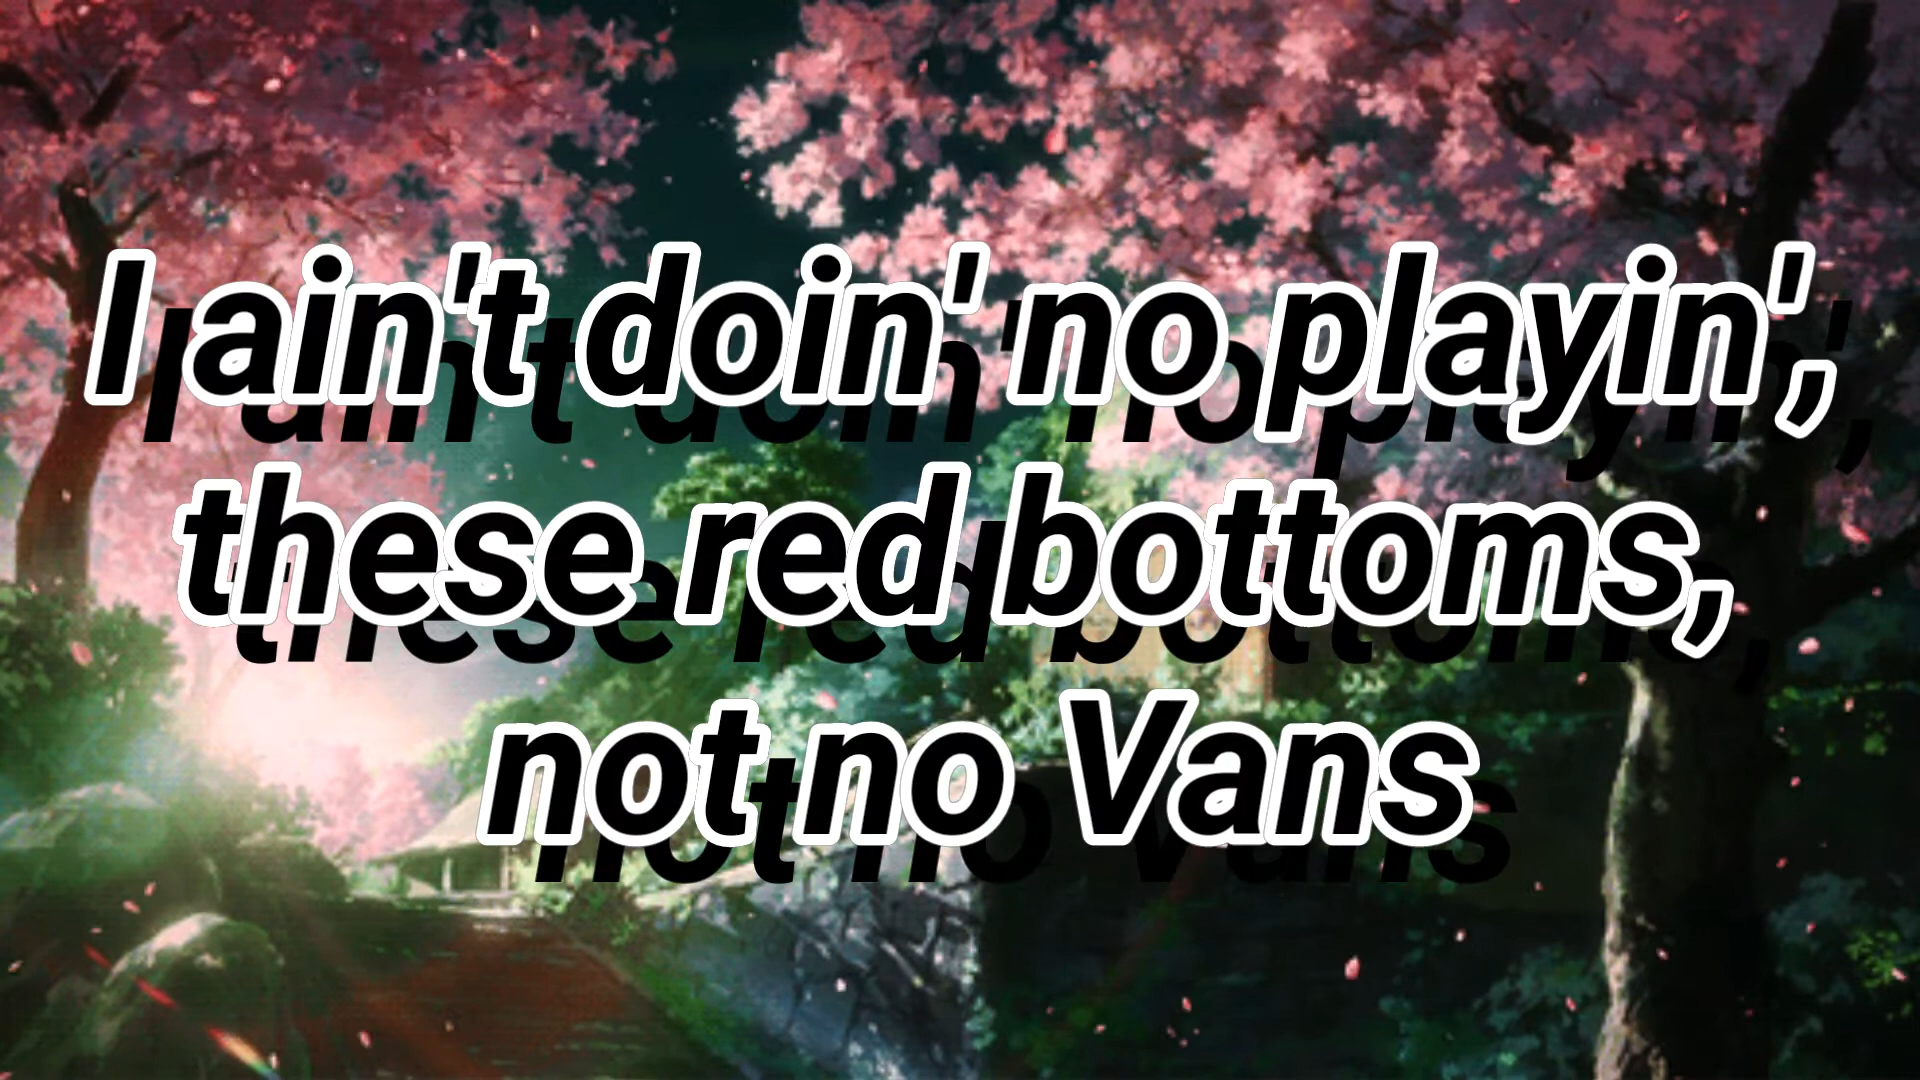 I ain't doin' no playin',
these red bottoms,
not no Vans